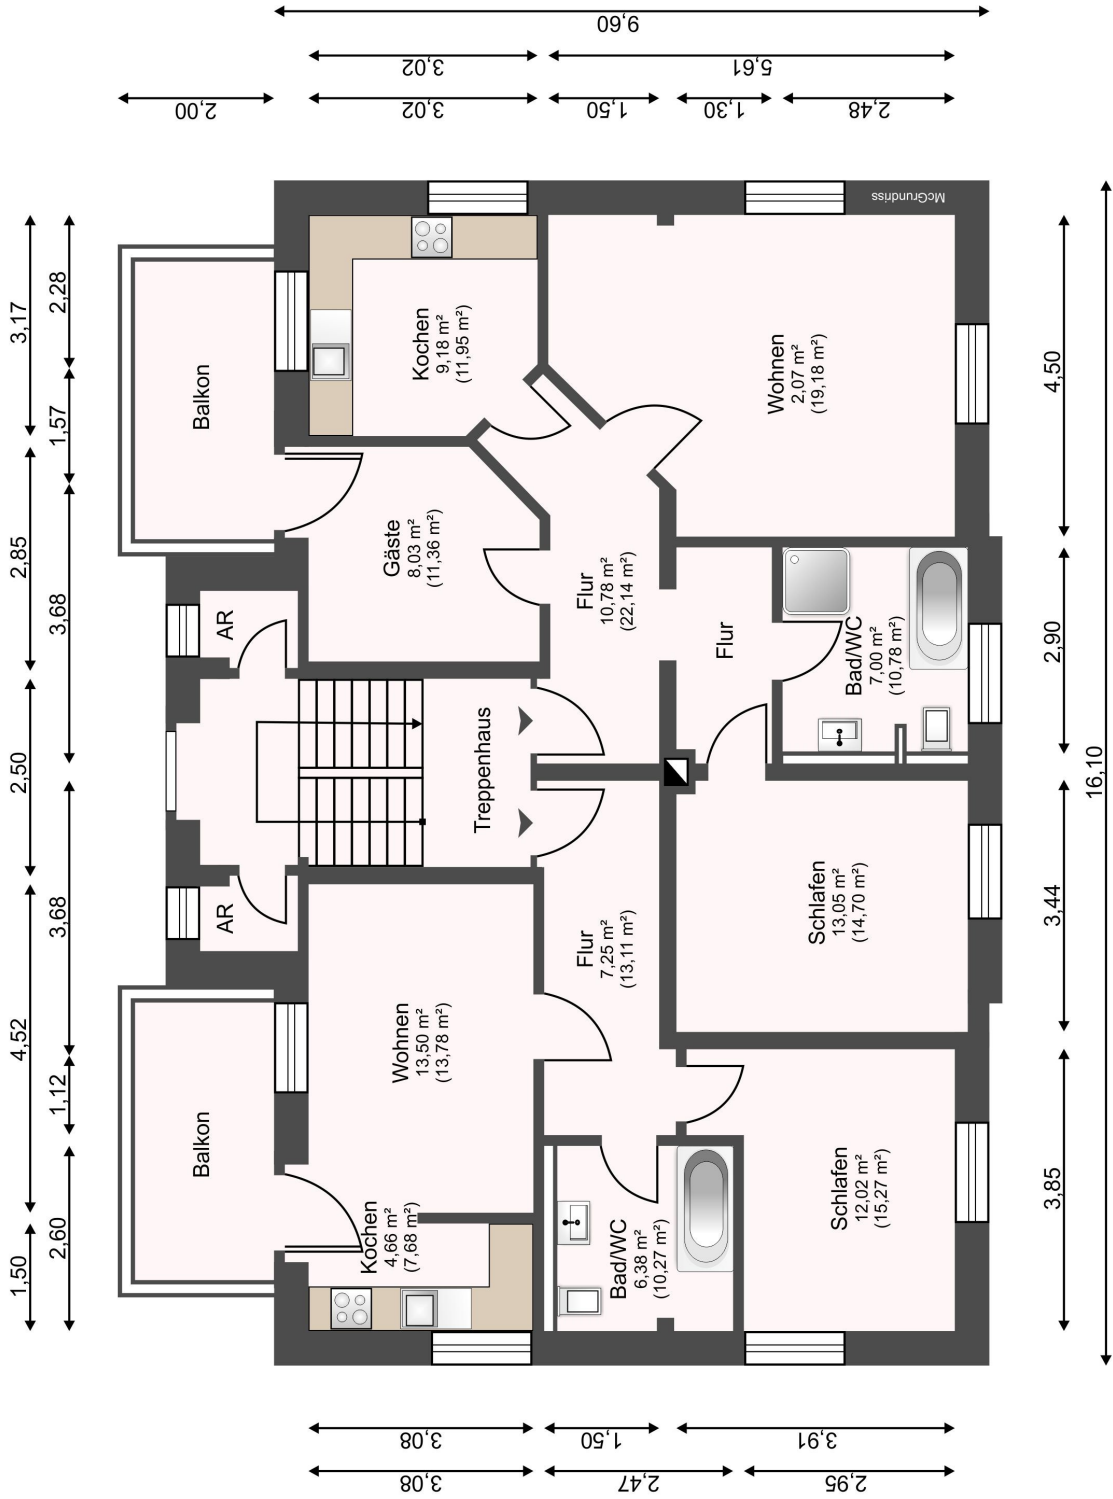 9,60
3,02
5,61
2,00
3,02
1,50
1,30
2,48
McGrundriss
3,17
2,28
1,57
2,85
3,68
2,50
3,68
4,52
1,12
2,60
1,50
Balkon
Kochen
9,18 m²
(11,95 m²)
Wohnen
2,07 m²
(19,18 m²)
Gäste
8,03 m²
(11,36 m²)
Flur
10,78 m²
(22,14 m²)
AR
Flur
Bad/WC
7,00 m²
(10,78 m²)
Treppenhaus
AR
Flur
7,25 m²
(13,11 m²)
Schlafen
13,05 m²
(14,70 m²)
Wohnen
13,50 m²
(13,78 m²)
Balkon
Kochen
4,66 m²
(7,68 m²)
Bad/WC
6,38 m²
(10,27 m²)
Schlafen
12,02 m²
(15,27 m²)
4,50
2,90
16,10
3,44
3,85
3,08
1,50
3,91
3,08
2,47
2,95